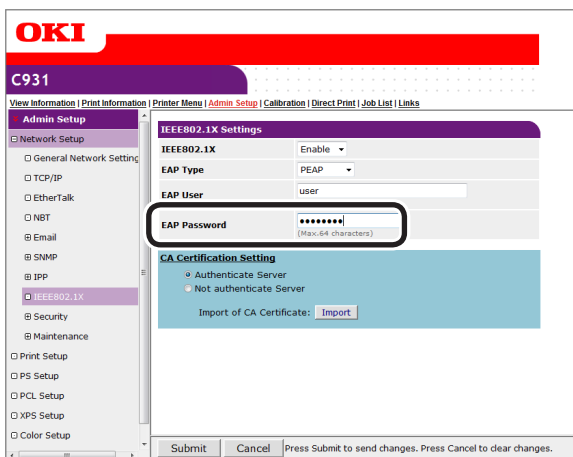 OKI
C931
View Information | Print Information | Printer Menu | Admin Setup | Calibration | Direct Print | Job List | Links
Admin Setup
Network Setup
General Network Setting
TCP/IP
EtherTalk
NBT
Email
SNMP
IPP
IEEE802.1X
Security
Maintenance
Print Setup
PS Setup
PCL Setup
XPS Setup
Color Setup
IEEE802.1X Settings
IEEE802.1X Enable
EAP Type PEAP
EAP User user
EAP Password ••••••••
(Max.64 characters)
CA Certification Setting
Authenticate Server
Not authenticate Server
Import of CA Certificate: Import
Submit Cancel Press Submit to send changes. Press Cancel to clear changes.